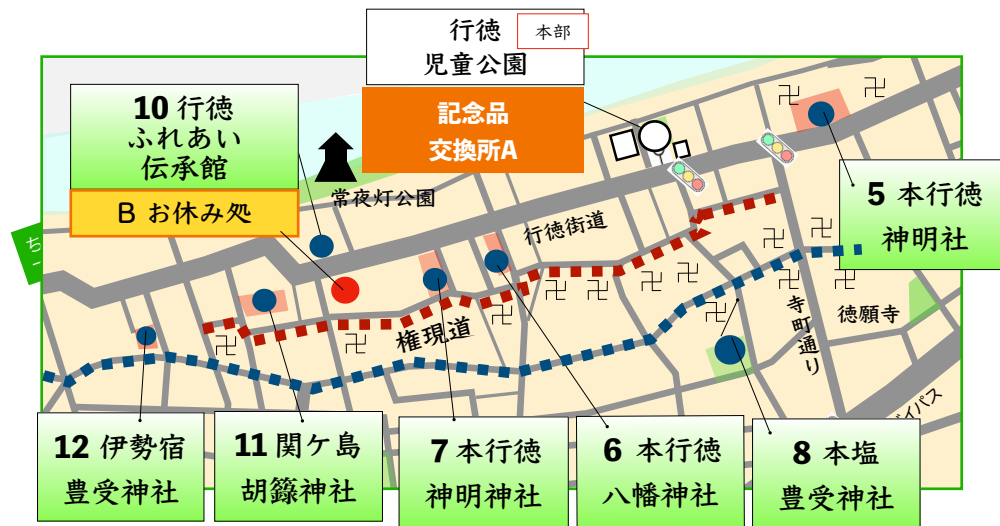 行徳
本部
児童公園
記念品
交換所A
10 行徳
ふれあい
伝承館
B お休み処
常夜灯公園
行徳街道
5 本行徳
神明社
権現道
寺町通り
徳願寺
イパス
12 伊勢宿
豊受神社
11 関ケ島
胡籙神社
7 本行徳
神明神社
6 本行徳
八幡神社
8 本塩
豊受神社